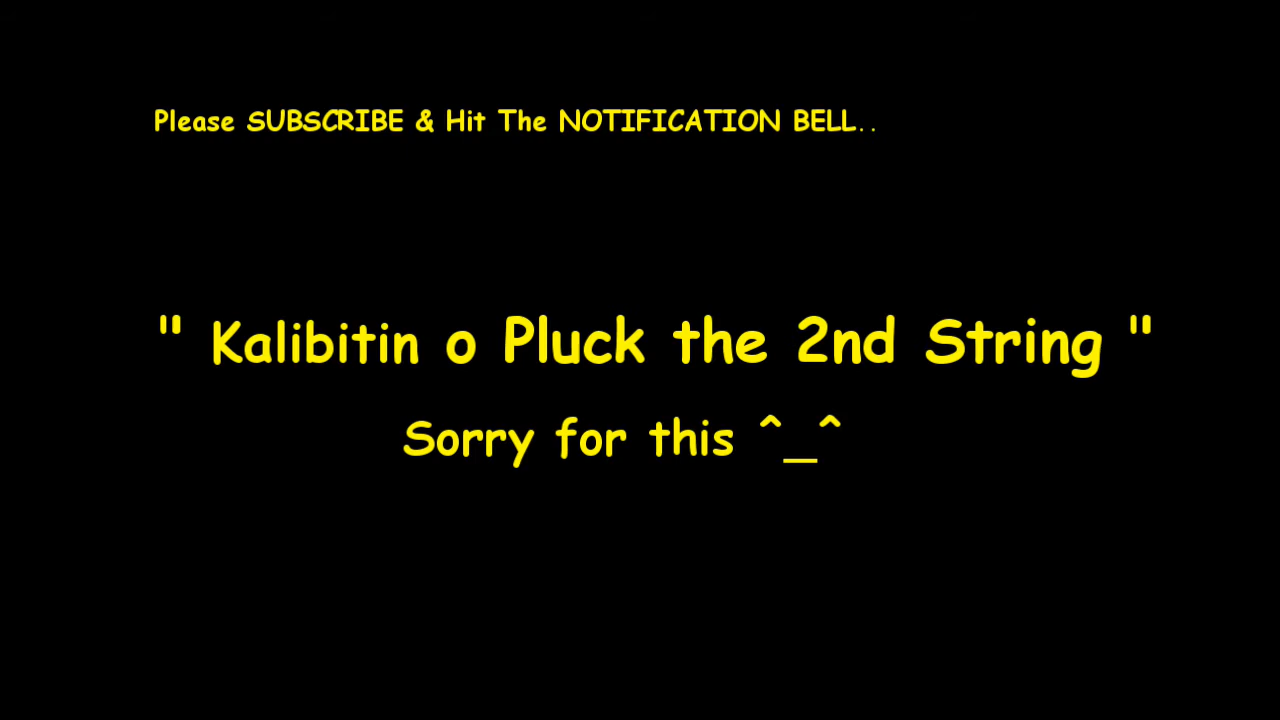 Please SUBSCRIBE & Hit The NOTIFICATION BELL..
" Kalibitin o Pluck the 2nd String "
Sorry for this ^_^